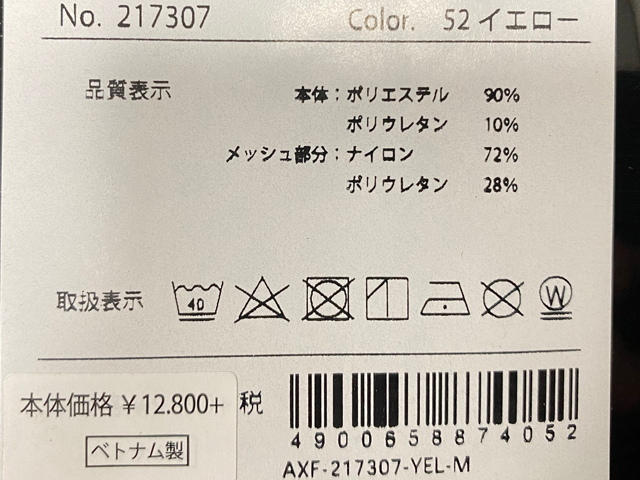 No. 217307 Color. 52 イエロー
品質表示 本体：ポリエステル 90%
ポリウレタン 10%
メッシュ部分：ナイロン 72%
ポリウレタン 28%
取扱表示 40 W
本体価格 ¥12.800+ 税
ベトナム製
4900658874052
AXF-217307-YEL-M